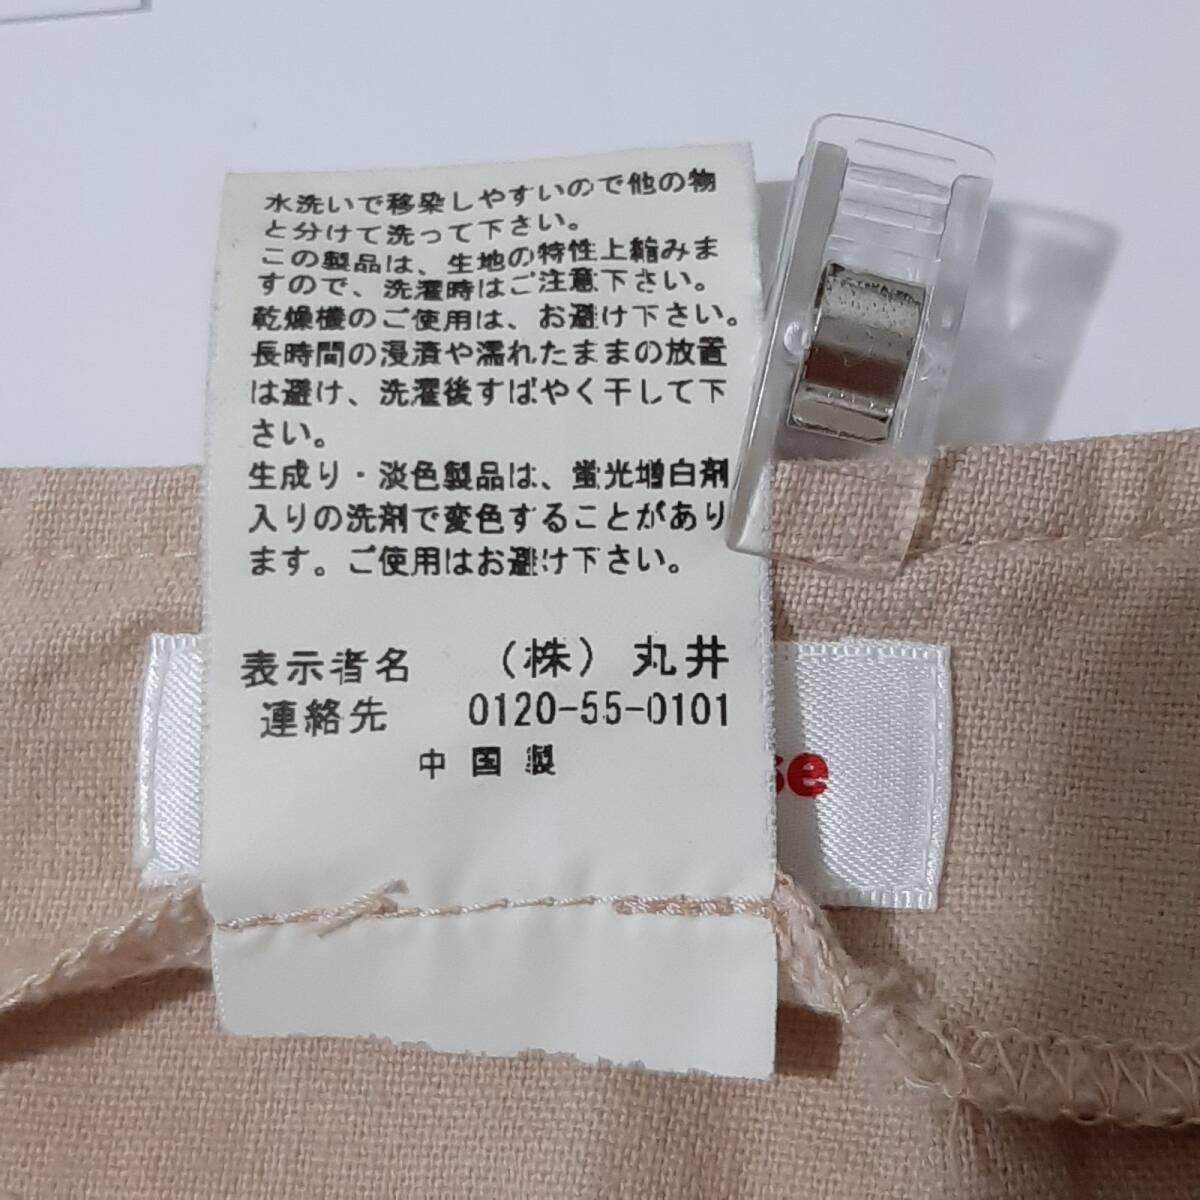 水洗いで移染しやすいので他の物
と分けて洗って下さい。
この製品は、生地の特性上縮みま
すので、洗濯時はご注意下さい。
乾燥機のご使用は、お避け下さい。
長時間の浸漬や濡れたままの放置
は避け、洗濯後すばやく干して下
さい。
生成り・淡色製品は、蛍光増白剤
入りの洗剤で変色することがあり
ます。ご使用はお避け下さい。
表示者名 (株)丸井
連絡先 0120-55-0101
中国製
se